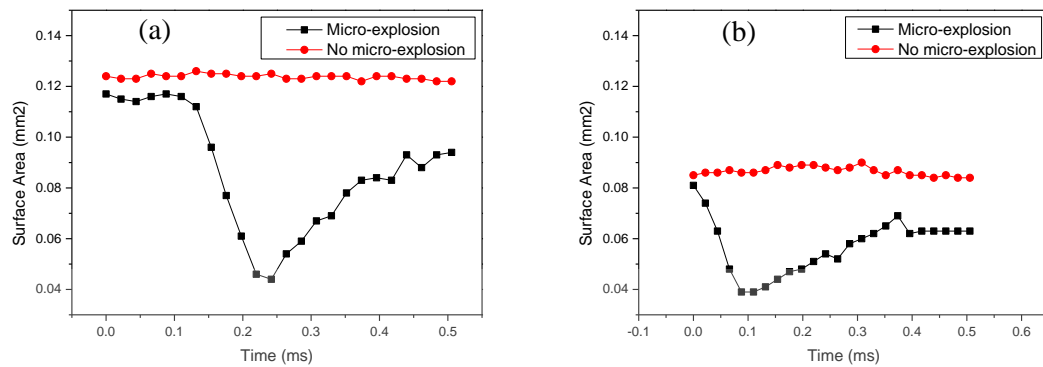 (a)
Micro-explosion
No micro-explosion
0.14
0.12
0.10
0.08
0.06
0.04
Surface Area (mm2)
0.0 0.1 0.2 0.3 0.4 0.5
Time (ms)
(b)
Micro-explosion
No micro-explosion
0.14
0.12
0.10
0.08
0.06
0.04
Surface Area (mm2)
-0.1 0.0 0.1 0.2 0.3 0.4 0.5 0.6
Time (ms)